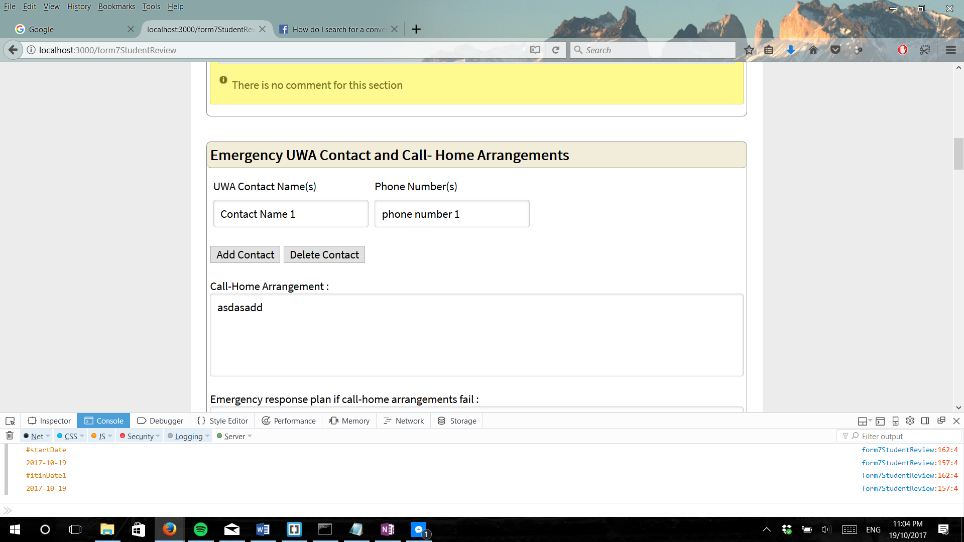 File Edit View History Bookmarks Tools Help
Google
localhost:3000/form7StudentRe
How do I search for a conve
localhost:3000/form7StudentReview
Search
There is no comment for this section
Emergency UWA Contact and Call- Home Arrangements
UWA Contact Name(s) Phone Number(s)
Contact Name 1 phone number 1
Add Contact Delete Contact
Call-Home Arrangement :
asdasadd
Emergency response plan if call-home arrangements fail :
Inspector Console Debugger Style Editor Performance Memory Network Storage
Net CSS JS Security Logging Server Filter output
#startDate form7StudentReview:162:4
2017-10-19 form7StudentReview:157:4
#itinDate1 form7StudentReview:162:4
2017-10-19 form7StudentReview:157:4
ENG
11:04 PM
19/10/2017